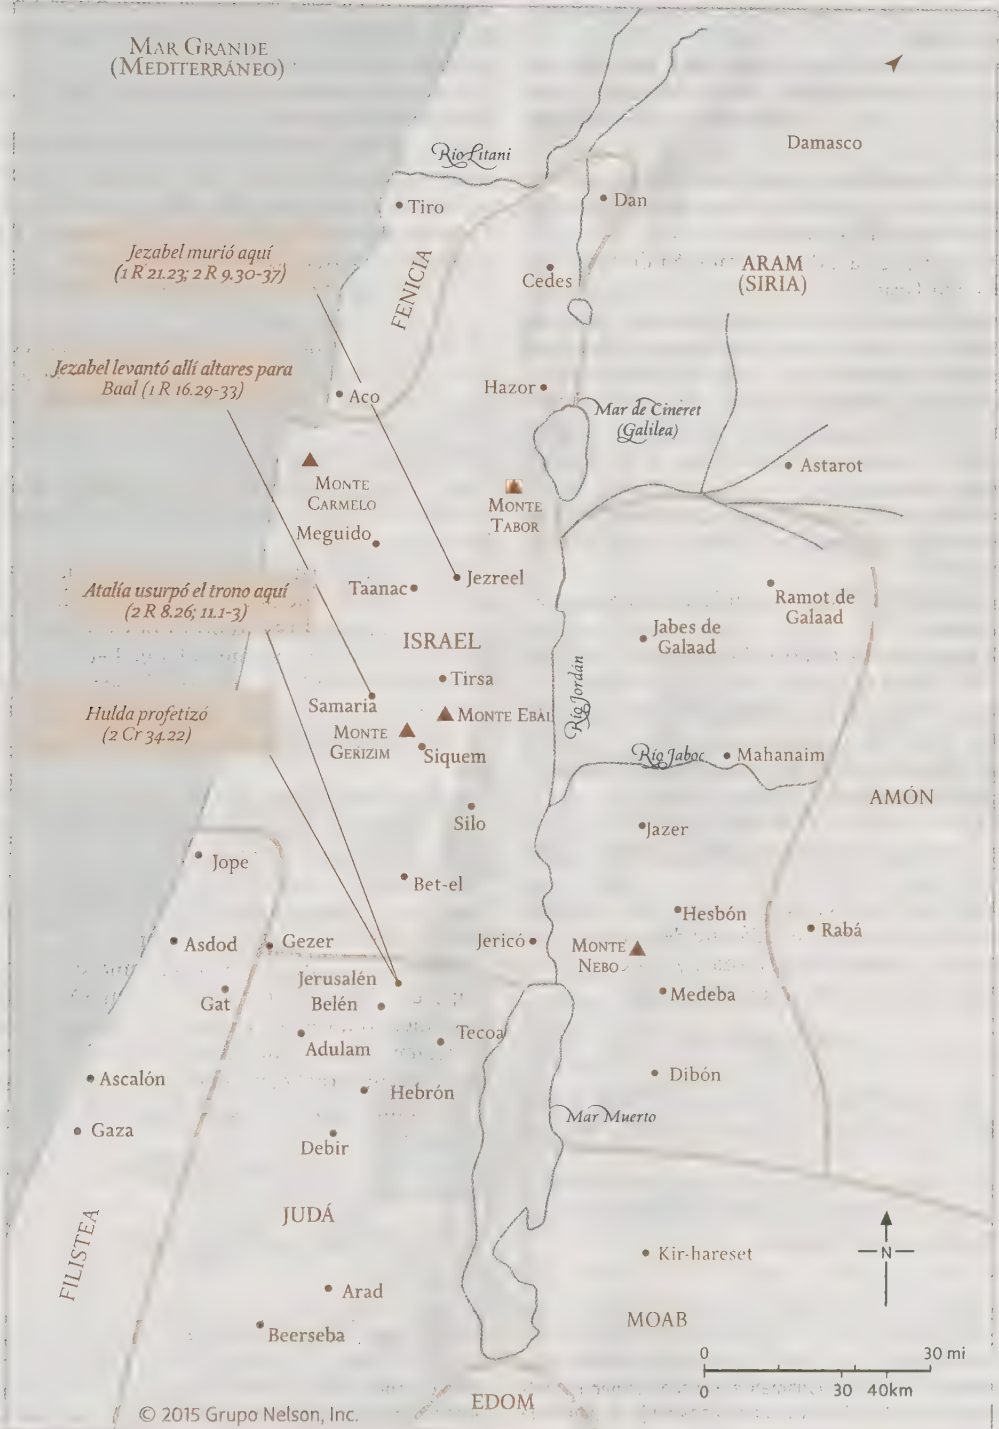 MAR GRANDE
(MEDITERRÁNEO)
Damasco
Río Litani
Tiro
Dan
Jezabel murió aquí
(1 R 21.23; 2 R 9.30-37)
FENICIA
Cedes
ARAM
(SIRIA)
Jezabel levantó allí altares para
Baal (1 R 16.29-33)
Aco
Hazor
Mar de Cineret
(Galilea)
Astarot
MONTE
CARMELO
MONTE
TABOR
Meguido
Jezreel
Taanac
Atalía usurpó el trono aquí
(2 R 8.26; 11.1-3)
Ramot de
Galaad
Jabes de
Galaad
ISRAEL
Tirsa
Río Jordán
Samaria
MONTE EBAL
Hulda profetizó
(2 Cr 34.22)
MONTE
GERIZIM
Siquem
Río Jaboc
Mahanaim
AMÓN
Silo
Jazer
Jope
Bet-el
Hesbón
Rabá
Asdod
Gezer
Jericó
MONTE
NEBO
Jerusalén
Gat
Belén
Medeba
Tecoa
Adulam
Ascalón
Hebrón
Dibón
Mar Muerto
Gaza
Debir
JUDÁ
FILISTEA
Kir-hareset
N
Arad
MOAB
Beerseba
0 30 mi
0 30 40km
EDOM
© 2015 Grupo Nelson, Inc.